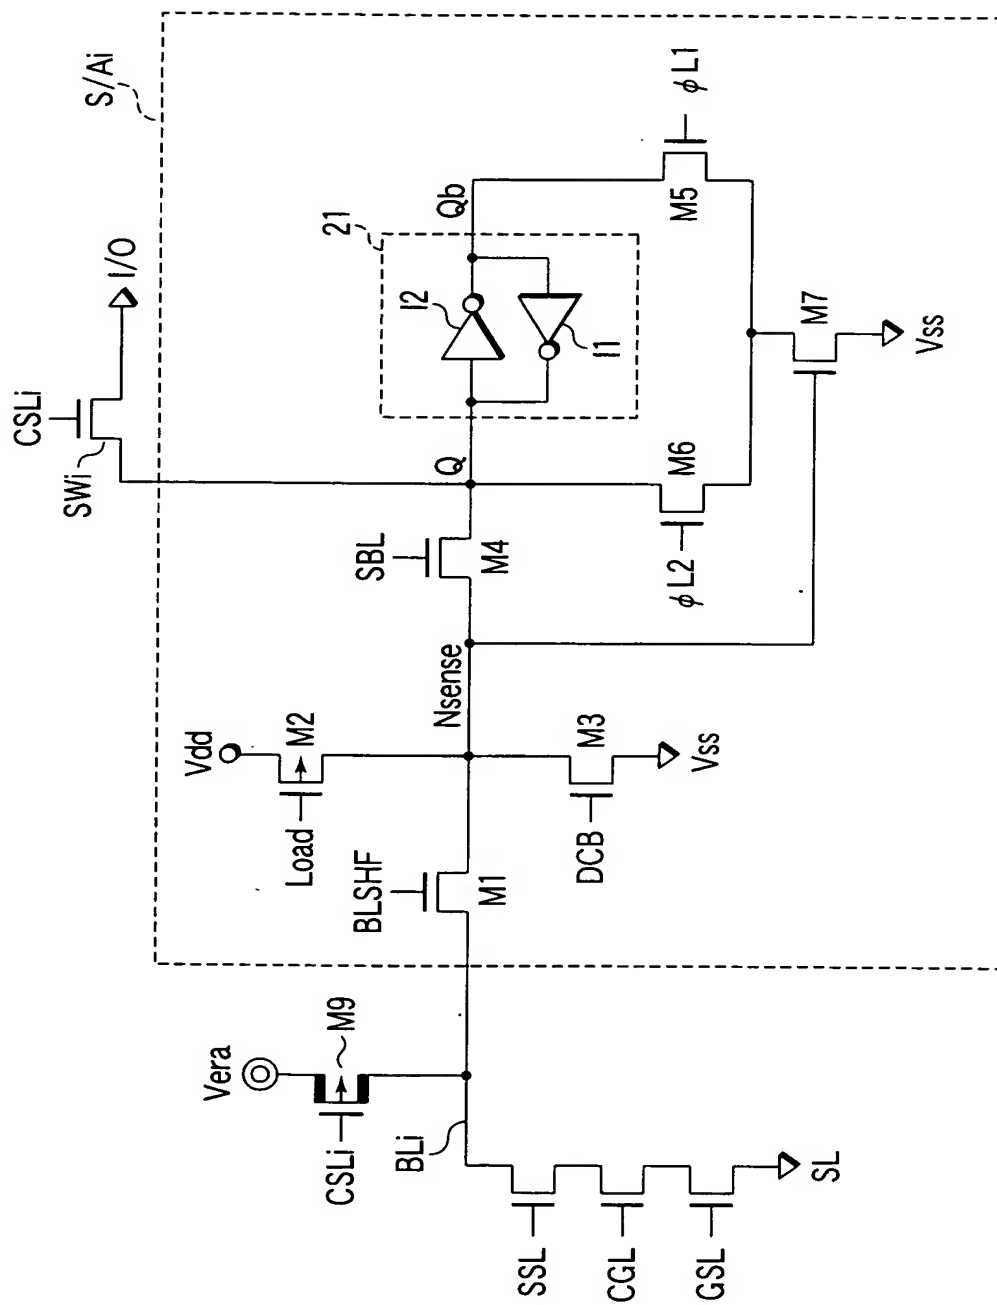 S/Ai
CSLi
SWi
I/O
21
Qb
I2
I1
Q
φL1
M5
M6
φL2
M7
Vss
SBL
M4
Nsense
Vdd
M2
Load
M3
DCB
Vss
BLSHF
M1
Vera
M9
CSLi
BLi
SSL
CGL
GSL
SL